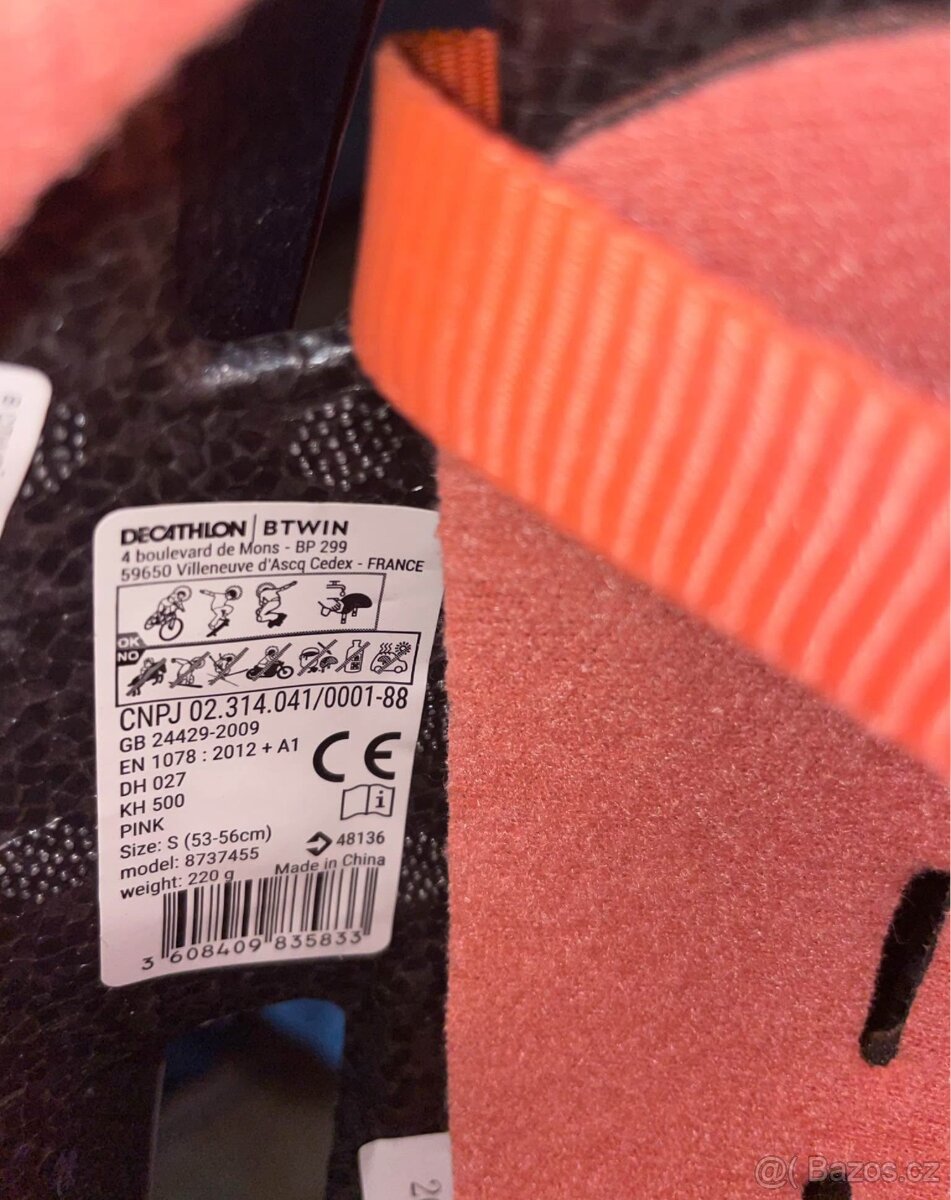 DECATHLON | BTWIN
4 boulevard de Mons - BP 299
59650 Villeneuve d'Ascq Cedex - FRANCE
OK
NO
CNPJ 02.314.041/0001-88
GB 24429-2009
EN 1078 : 2012 + A1
CE
DH 027
KH 500
PINK
Size: S (53-56cm)
48136
model: 8737455
Made in China
weight: 220 g
3 608409 835833
@( Bazos.cz